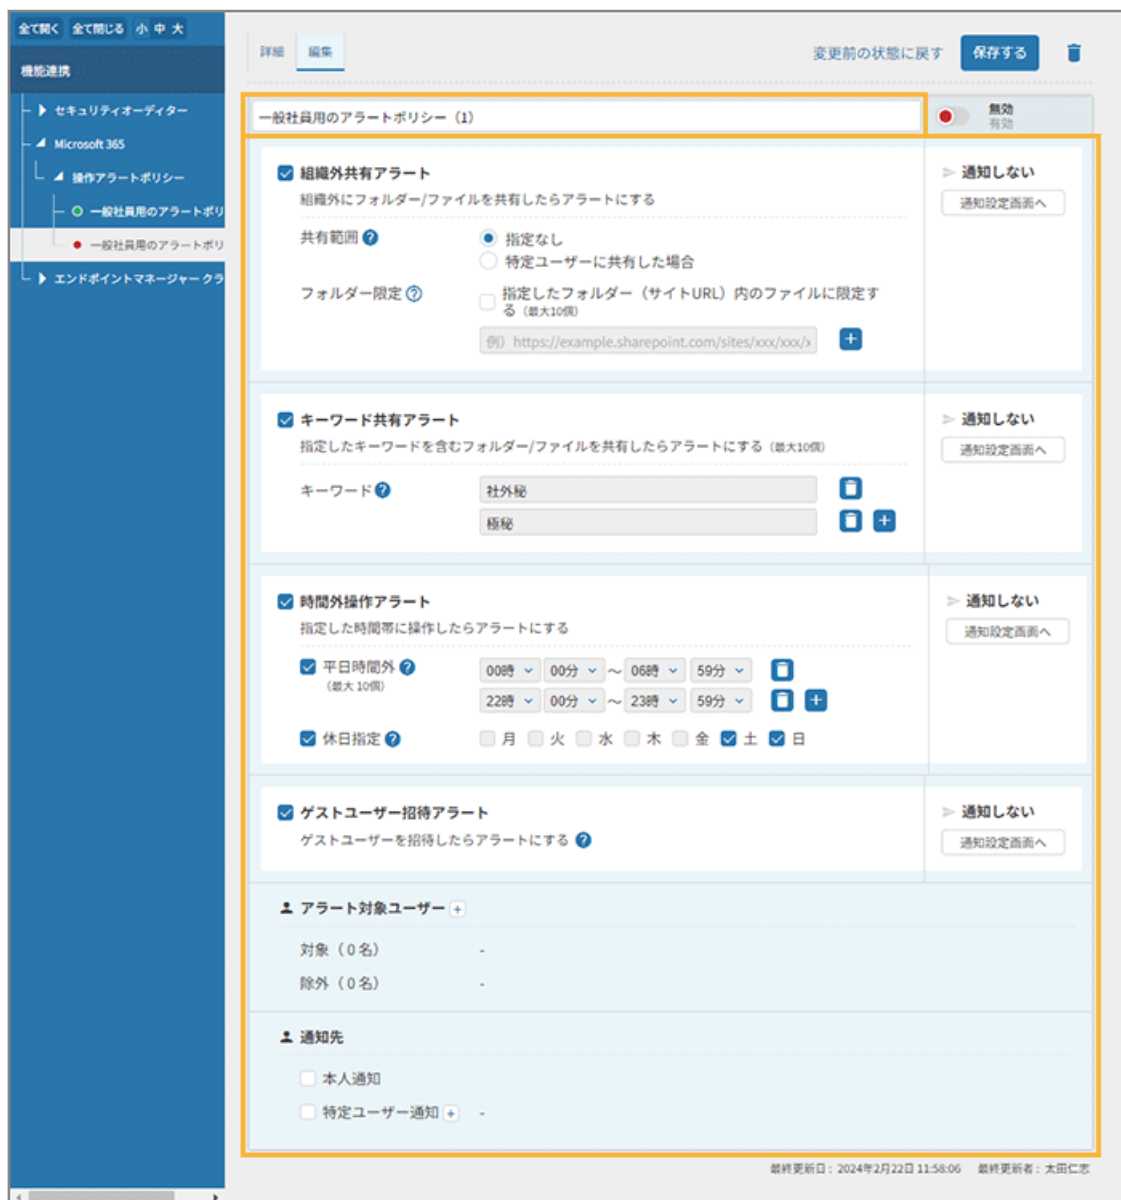 全て開く 全て閉じる 小 中 大
機能連携
セキュリティオーディター
Microsoft 365
操作アラートポリシー
一般社員用のアラートポリ
一般社員用のアラートポリ
エンドポイントマネージャークラ
詳細 編集 変更前の状態に戻す 保存する
一般社員用のアラートポリシー（1）
無効
有効
組織外共有アラート
組織外にフォルダー/ファイルを共有したらアラートにする
通知しない
通知設定画面へ
共有範囲 ?
指定なし
特定ユーザーに共有した場合
フォルダー限定 ?
指定したフォルダー（サイトURL）内のファイルに限定す
る（最大10個）
例）https://example.sharepoint.com/sites/xxx/xxx/x
+
キーワード共有アラート
指定したキーワードを含むフォルダー/ファイルを共有したらアラートにする（最大10個）
通知しない
通知設定画面へ
キーワード ?
社外秘
極秘
+
時間外操作アラート
指定した時間帯に操作したらアラートにする
通知しない
通知設定画面へ
平日時間外 ?
（最大 10個）
00時 00分 ～ 06時 59分
22時 00分 ～ 23時 59分 +
休日指定 ? 月 火 水 木 金 土 日
ゲストユーザー招待アラート
ゲストユーザーを招待したらアラートにする ?
通知しない
通知設定画面へ
アラート対象ユーザー +
対象（0名） -
除外（0名） -
通知先
本人通知
特定ユーザー通知 + -
最終更新日： 2024年2月22日 11:58:06 最終更新者： 太田仁志